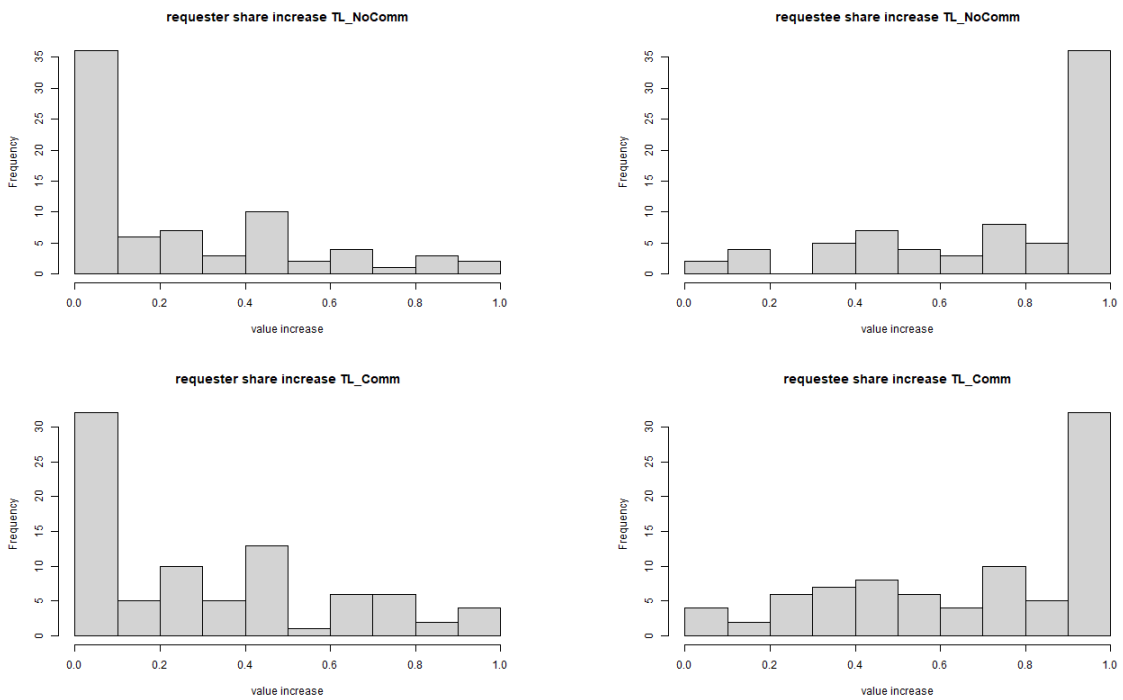 requester share increase TL_NoComm
Frequency
0 5 10 15 20 25 30 35
0.0 0.2 0.4 0.6 0.8 1.0
value increase
requestee share increase TL_NoComm
Frequency
0 5 10 15 20 25 30 35
0.0 0.2 0.4 0.6 0.8 1.0
value increase
requester share increase TL_Comm
Frequency
0 5 10 15 20 25 30
0.0 0.2 0.4 0.6 0.8 1.0
value increase
requestee share increase TL_Comm
Frequency
0 5 10 15 20 25 30
0.0 0.2 0.4 0.6 0.8 1.0
value increase